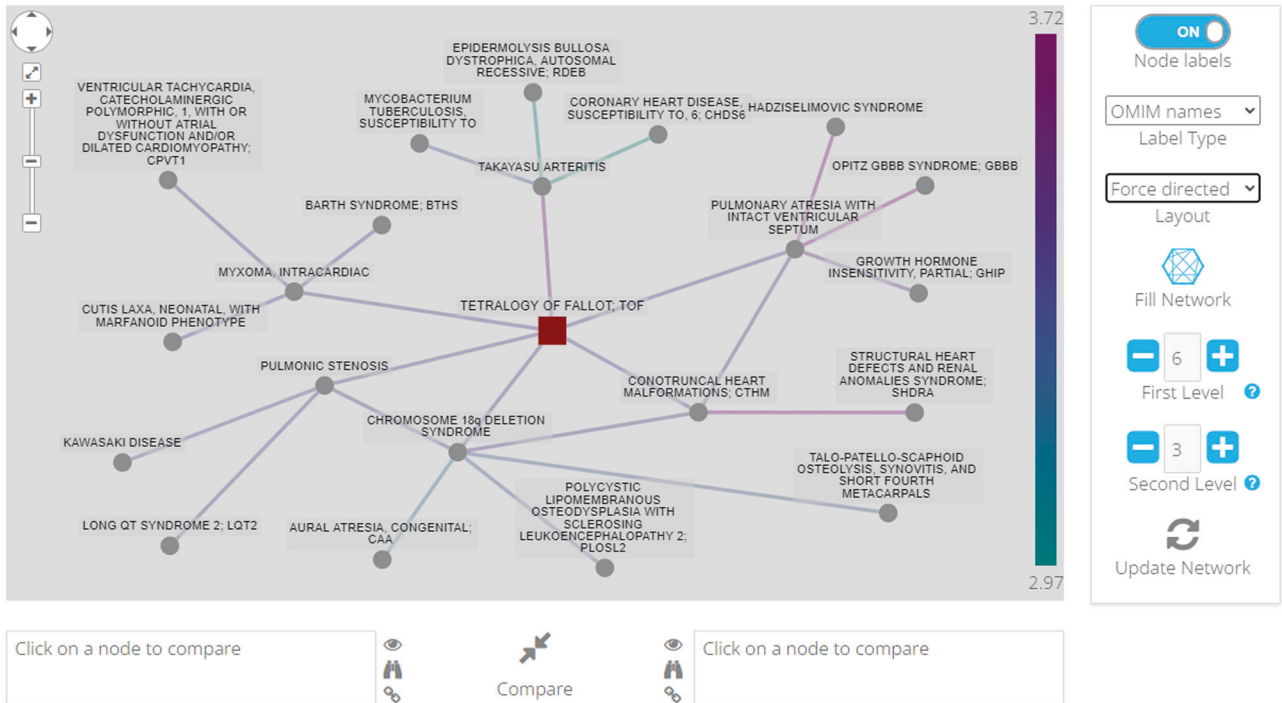 3.72
EPIDERMOLYSIS BULLOSA
DYSTROPHICA, AUTOSOMAL
RECESSIVE; RDEB
VENTRICULAR TACHYCARDIA,
CATECHOLAMINERGIC
POLYMORPHIC, 1, WITH OR
WITHOUT ATRIAL
DYSFUNCTION AND/OR
DILATED CARDIOMYOPATHY;
CPVT1
MYCOBACTERIUM
TUBERCULOSIS,
SUSCEPTIBILITY TO
CORONARY HEART DISEASE,
SUSCEPTIBILITY TO, 6; CHDS6
HADZISELIMOVIC SYNDROME
TAKAYASU ARTERITIS
OPITZ GBBB SYNDROME; GBBB
BARTH SYNDROME; BTHS
PULMONARY ATRESIA WITH
INTACT VENTRICULAR
SEPTUM
MYXOMA, INTRACARDIAC
GROWTH HORMONE
INSENSITIVITY, PARTIAL; GHIP
CUTIS LAXA, NEONATAL, WITH
MARFANOID PHENOTYPE
TETRALOGY OF FALLOT; TOF
PULMONIC STENOSIS
CONOTRUNCAL HEART
MALFORMATIONS; CTHM
STRUCTURAL HEART
DEFECTS AND RENAL
ANOMALIES SYNDROME;
SHDRA
CHROMOSOME 18q DELETION
SYNDROME
KAWASAKI DISEASE
TALO-PATELLO-SCAPHOID
OSTEOLYSIS, SYNOVITIS, AND
SHORT FOURTH
METACARPALS
LONG QT SYNDROME 2; LQT2
AURAL ATRESIA, CONGENITAL;
CAA
POLYCYSTIC
LIPOMEMBRANOUS
OSTEODYSPLASIA WITH
SCLEROSING
LEUKOENCEPHALOPATHY 2;
PLOSL2
2.97
ON
Node labels
OMIM names
Label Type
Force directed
Layout
Fill Network
6
First Level ?
3
Second Level ?
Update Network
Click on a node to compare
Compare
Click on a node to compare